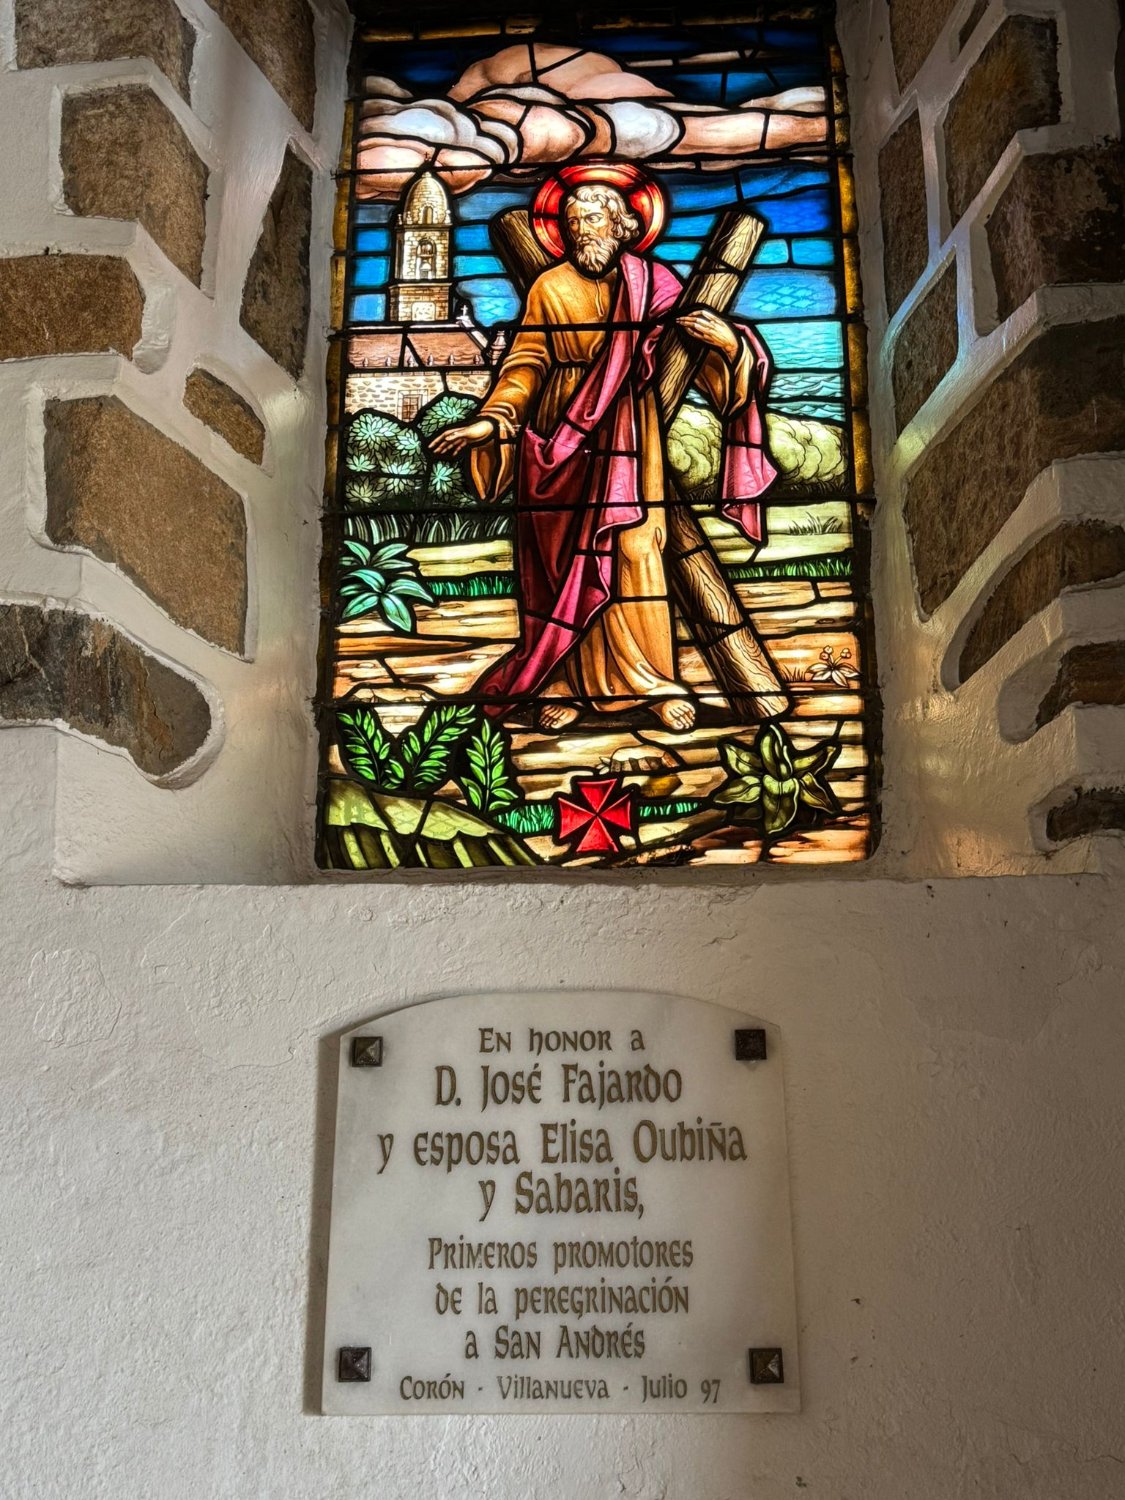 En honor a
D. José Fajardo
y esposa Elisa Oubiña
y Sabaris,
Primeros promotores
de la peregrinación
a San Andrés
Corón - Villanueva - Julio 97